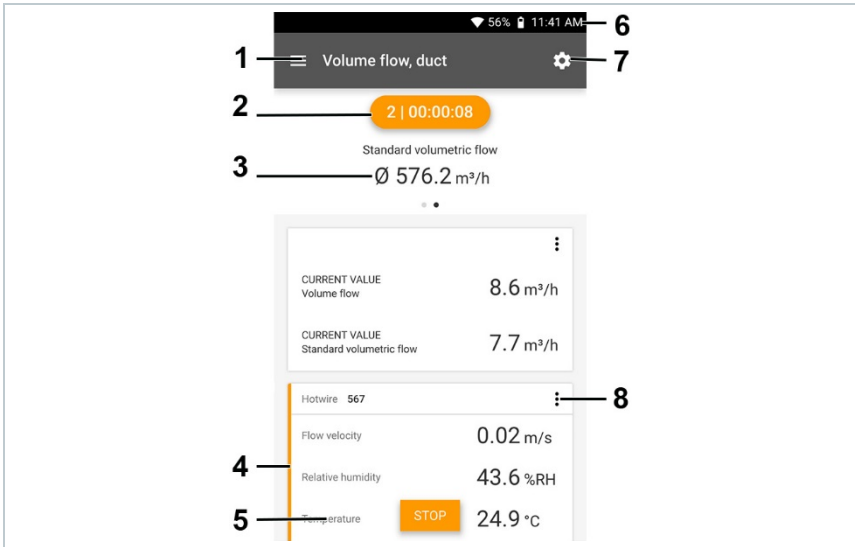 56% 11:41 AM 6
1 Volume flow, duct 7
2 2 | 00:00:08
Standard volumetric flow
3 Ø 576.2 m³/h
CURRENT VALUE
Volume flow 8.6 m³/h
CURRENT VALUE
Standard volumetric flow 7.7 m³/h
Hotwire 567 8
Flow velocity 0.02 m/s
4 Relative humidity 43.6 %RH
5 Temperature STOP 24.9 °C